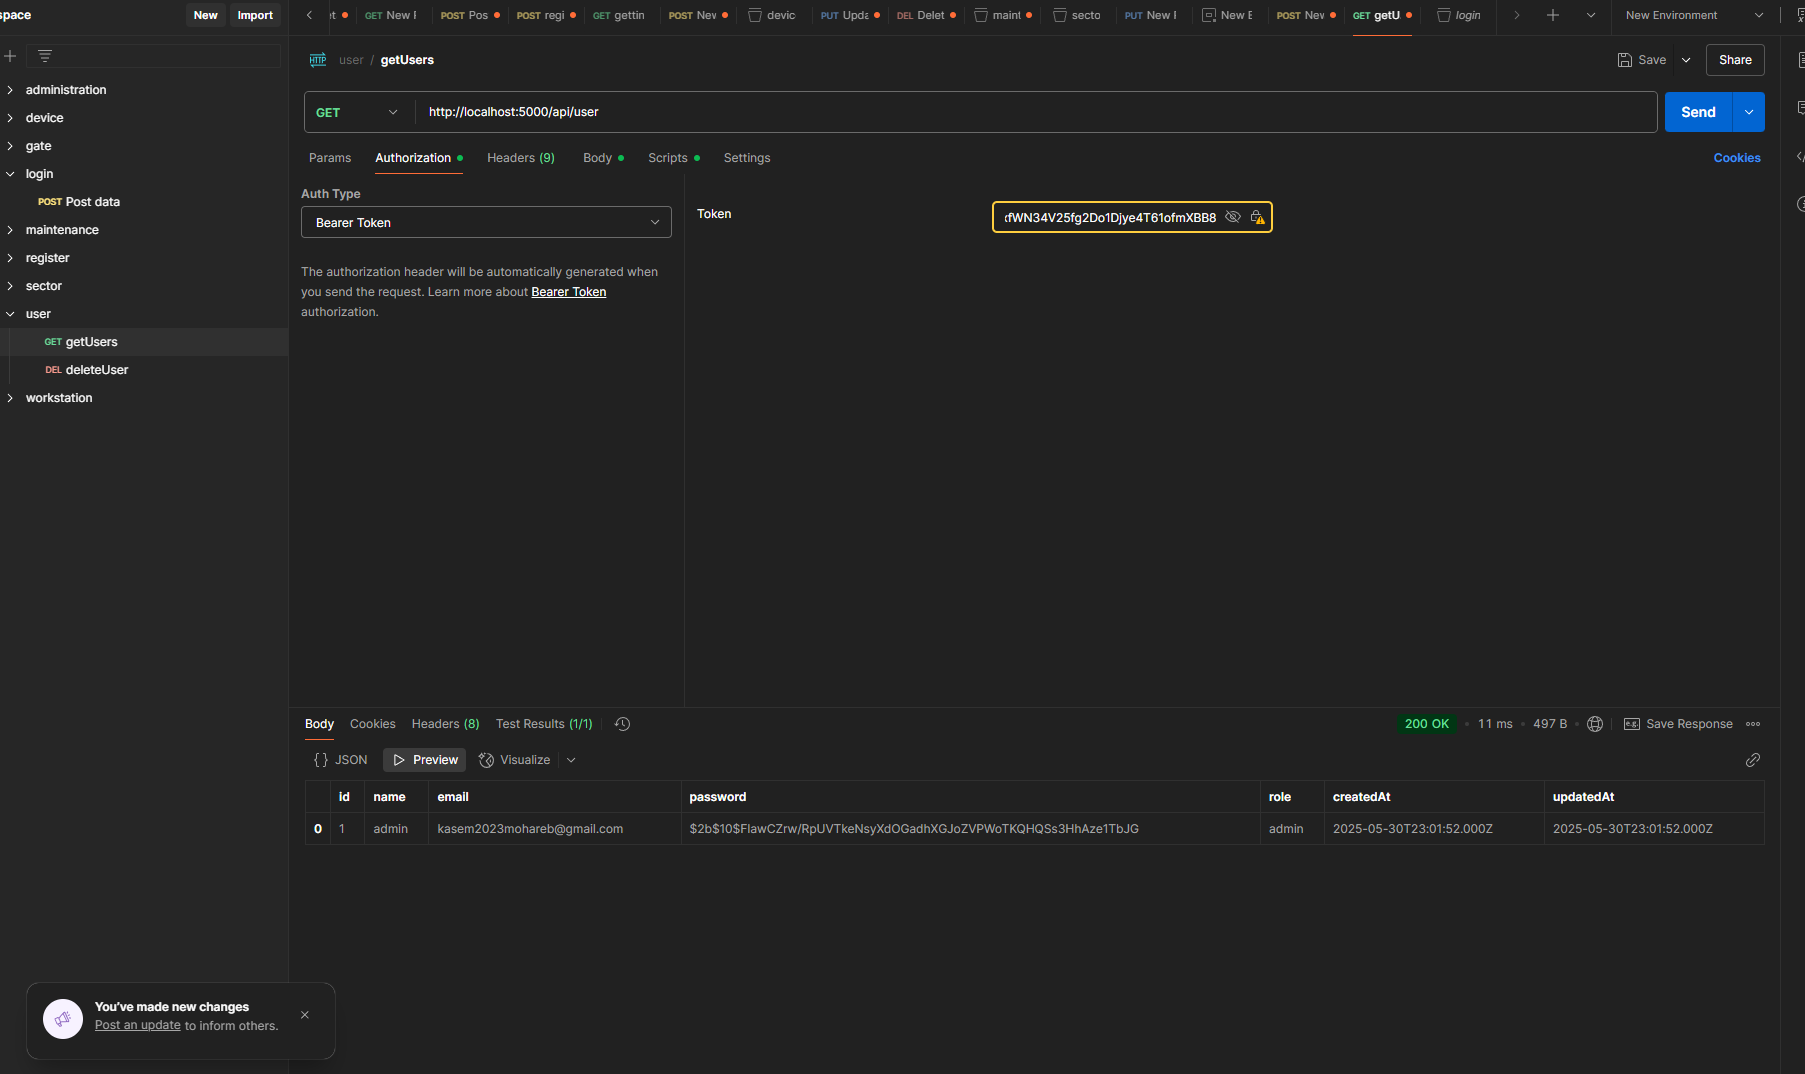 space
New
Import
GET New
POST Pos
POST regi
GET gettin
POST Nev
devic
PUT Upda
DEL Delet
maint
secto
PUT New
New E
POST Nev
GET getU
login
New Environment
administration
device
gate
login
POST Post data
maintenance
register
sector
user
GET getUsers
DEL deleteUser
workstation
HTTP user / getUsers
Save
Share
GET
http://localhost:5000/api/user
Send
Params
Authorization
Headers (9)
Body
Scripts
Settings
Cookies
Auth Type
Bearer Token
The authorization header will be automatically generated when
you send the request. Learn more about Bearer Token
authorization.
Token
fWN34V25fg2Do1Djye4T61ofmXBB8
Body
Cookies
Headers (8)
Test Results (1/1)
200 OK
11 ms
497 B
e.g. Save Response
{} JSON
Preview
Visualize
id name email password role createdAt updatedAt
0 1 admin kasem2023mohareb@gmail.com $2b$10$FlawCZrw/RpUVTkeNsyXdOGadhXGJoZVPWoTKQHQSs3HhAze1TbJG admin 2025-05-30T23:01:52.000Z 2025-05-30T23:01:52.000Z
You've made new changes
Post an update to inform others.